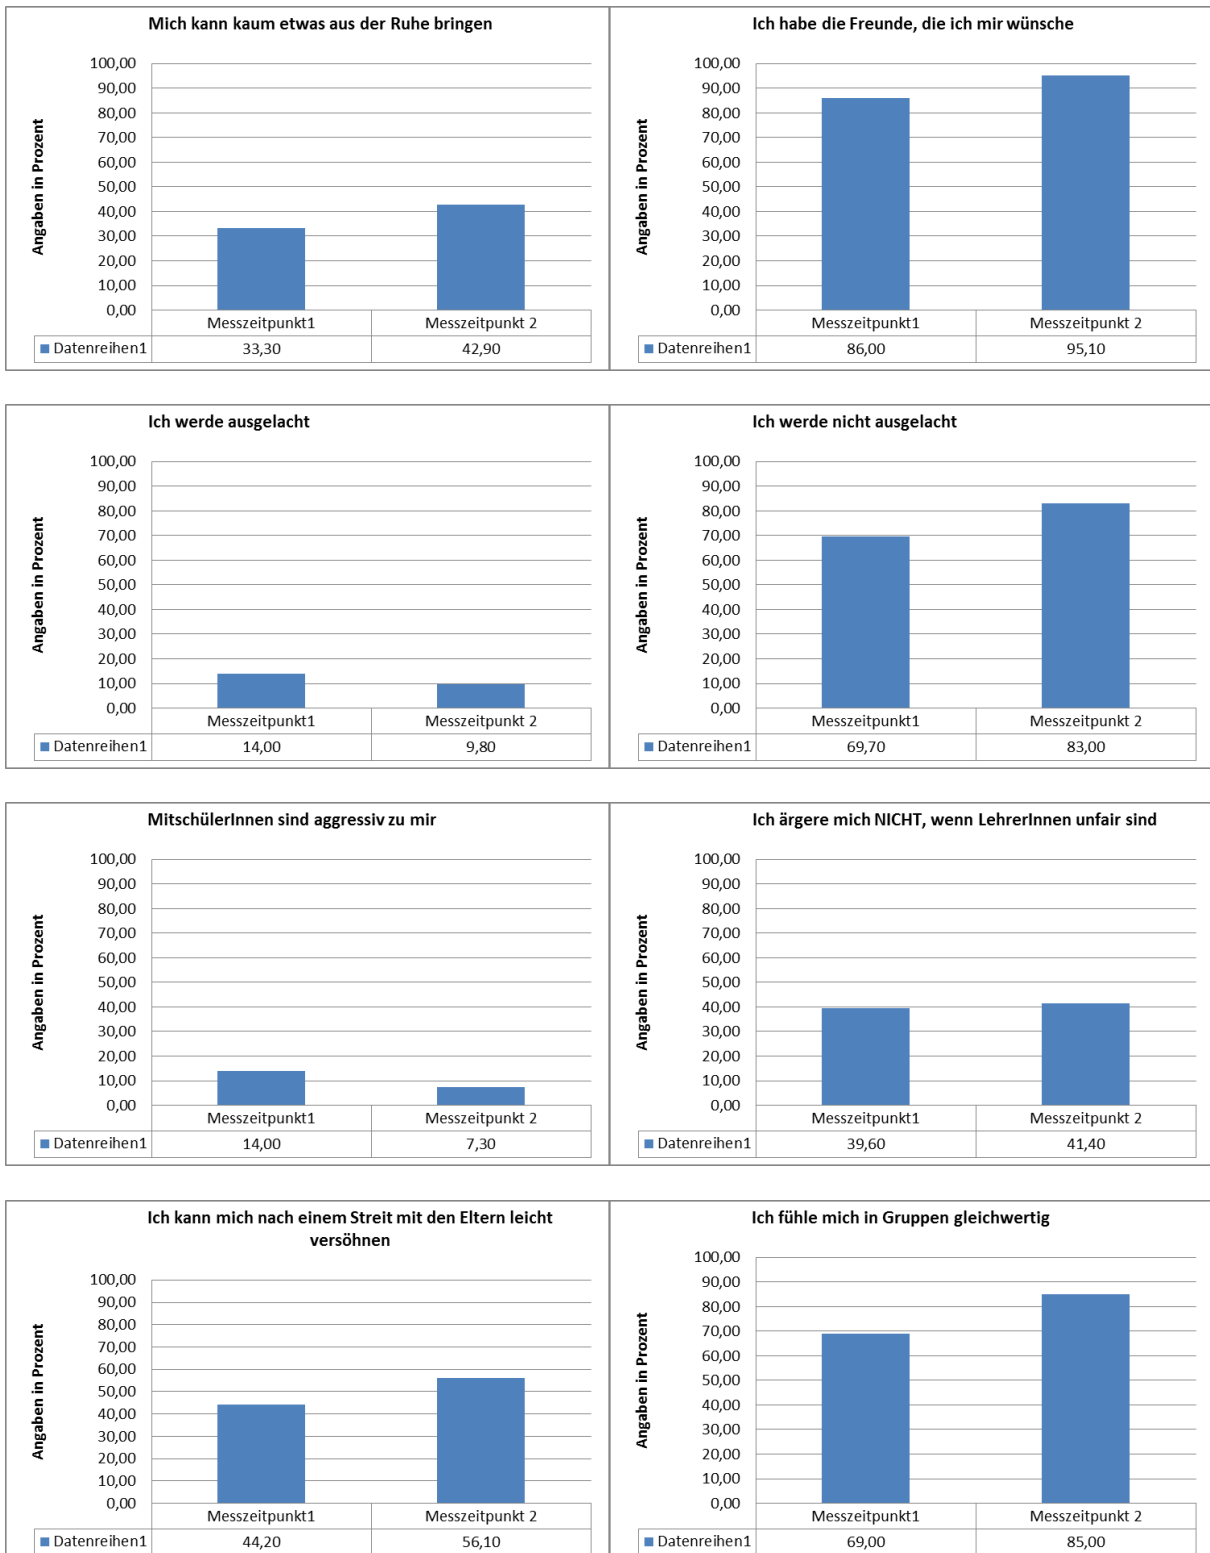 Mich kann kaum etwas aus der Ruhe bringen
Angaben in Prozent
100,00
90,00
80,00
70,00
60,00
50,00
40,00
30,00
20,00
10,00
0,00
Messzeitpunkt1 Messzeitpunkt 2
Datenreihen1 33,30 42,90
Ich habe die Freunde, die ich mir wünsche
Angaben in Prozent
100,00
90,00
80,00
70,00
60,00
50,00
40,00
30,00
20,00
10,00
0,00
Messzeitpunkt1 Messzeitpunkt 2
Datenreihen1 86,00 95,10
Ich werde ausgelacht
Angaben in Prozent
100,00
90,00
80,00
70,00
60,00
50,00
40,00
30,00
20,00
10,00
0,00
Messzeitpunkt1 Messzeitpunkt 2
Datenreihen1 14,00 9,80
Ich werde nicht ausgelacht
Angaben in Prozent
100,00
90,00
80,00
70,00
60,00
50,00
40,00
30,00
20,00
10,00
0,00
Messzeitpunkt1 Messzeitpunkt 2
Datenreihen1 69,70 83,00
MitschülerInnen sind aggressiv zu mir
Angaben in Prozent
100,00
90,00
80,00
70,00
60,00
50,00
40,00
30,00
20,00
10,00
0,00
Messzeitpunkt1 Messzeitpunkt 2
Datenreihen1 14,00 7,30
Ich ärgere mich NICHT, wenn LehrerInnen unfair sind
Angaben in Prozent
100,00
90,00
80,00
70,00
60,00
50,00
40,00
30,00
20,00
10,00
0,00
Messzeitpunkt1 Messzeitpunkt 2
Datenreihen1 39,60 41,40
Ich kann mich nach einem Streit mit den Eltern leicht
versöhnen
Angaben in Prozent
100,00
90,00
80,00
70,00
60,00
50,00
40,00
30,00
20,00
10,00
0,00
Messzeitpunkt1 Messzeitpunkt 2
Datenreihen1 44,20 56,10
Ich fühle mich in Gruppen gleichwertig
Angaben in Prozent
100,00
90,00
80,00
70,00
60,00
50,00
40,00
30,00
20,00
10,00
0,00
Messzeitpunkt1 Messzeitpunkt 2
Datenreihen1 69,00 85,00